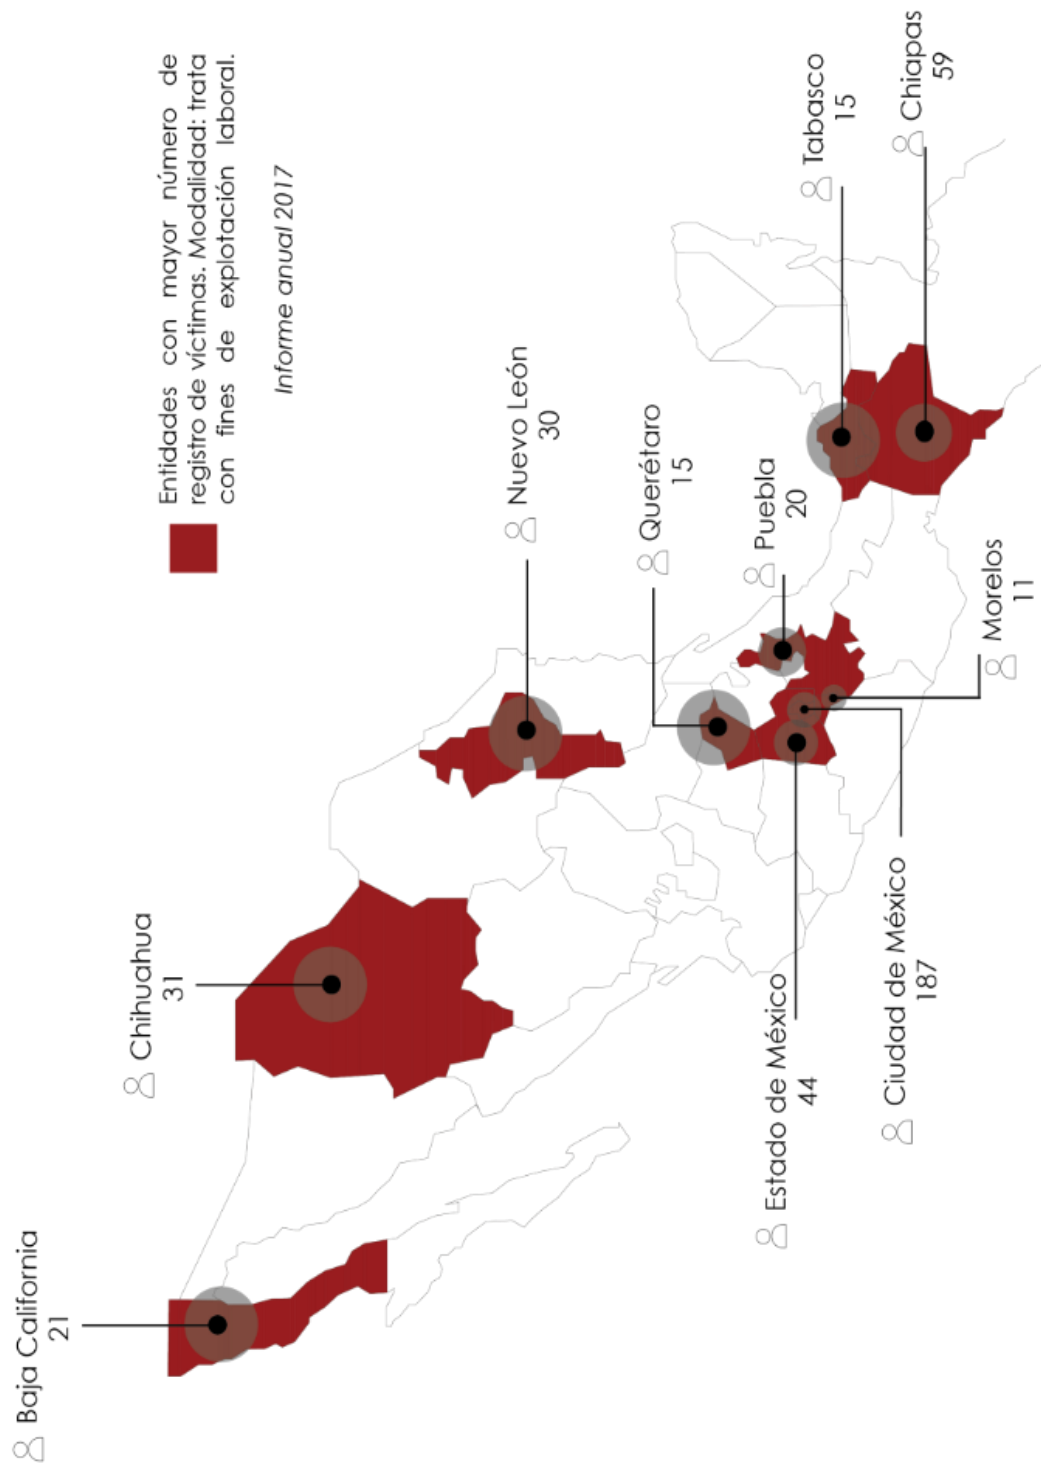 Entidades con mayor número de
registro de víctimas. Modalidad: trata
con fines de explotación laboral.
Informe anual 2017
Baja California
21
Chihuahua
31
Nuevo León
30
Querétaro
15
Puebla
20
Tabasco
15
Chiapas
59
Estado de México
44
Ciudad de México
187
Morelos
11